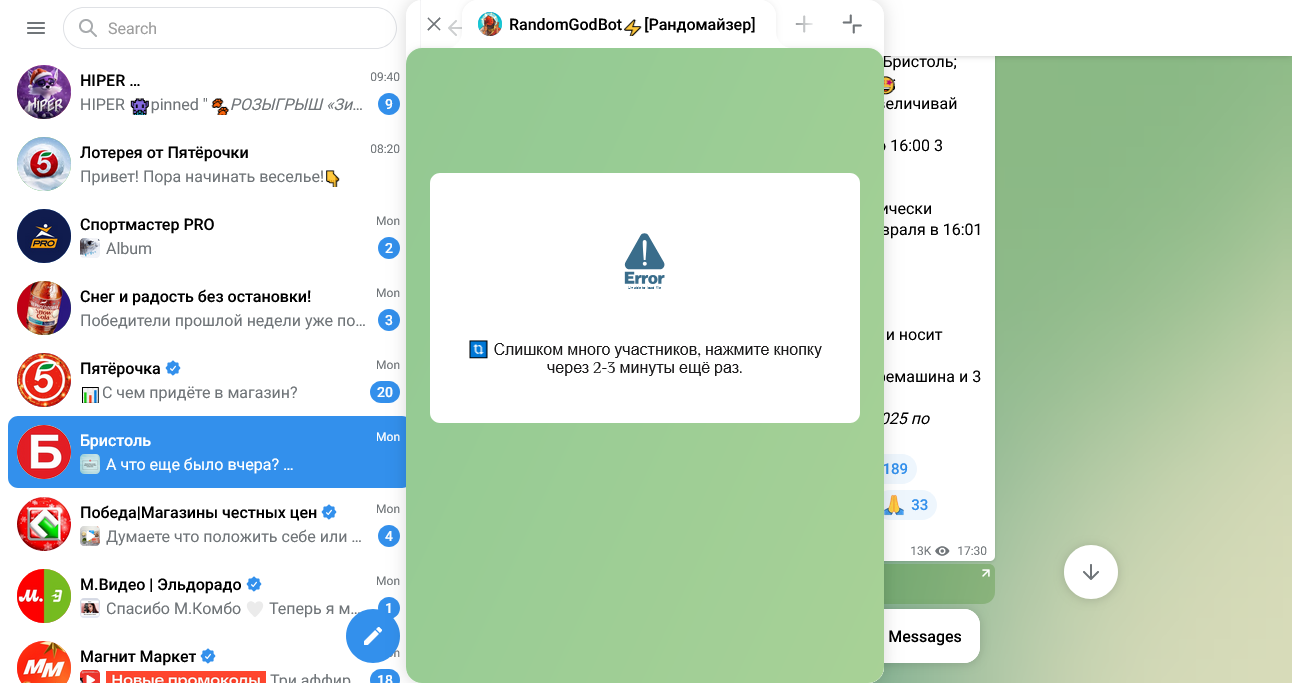 Search
HIPER ...
09:40
HIPER pinned " РОЗЫГРЫШ «Зи...
9
Лотерея от Пятёрочки
08:20
Привет! Пора начинать веселье!
Спортмастер PRO
Mon
Album
2
Снег и радость без остановки!
Mon
Победители прошлой недели уже по...
3
Пятёрочка
Mon
С чем придёте в магазин?
20
Бристоль
Mon
А что еще было вчера? ...
Победа|Магазины честных цен
Mon
Думаете что положить себе или ...
4
М.Видео | Эльдорадо
Mon
Спасибо М.Комбо Теперь я м...
1
Магнит Маркет
Новые промокоды Три аффир...
18
RandomGodBot⚡[Рандомайзер]
Error
Слишком много участников, нажмите кнопку
через 2-3 минуты ещё раз.
Бристоль;
еличивай
16:00 3
ически
враля в 16:01
и носит
ремашина и 3
025 по
189
33
13K 17:30
Messages